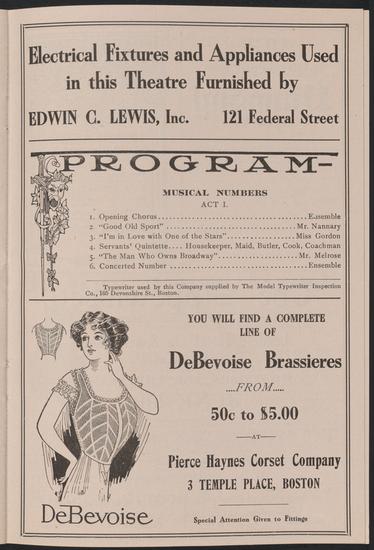 Electrical Fixtures and Appliances Used
in this Theatre Furnished by
EDWIN C. LEWIS, Inc. 121 Federal Street
PROGRAM
MUSICAL NUMBERS
ACT I.
1. Opening Chorus....................Ensemble
2. "Good Old Sport"....................Mr. Nannary
3. "I'm in Love with One of the Stars"....................Miss Gordon
4. Servants' Quintette.... Housekeeper, Maid, Butler, Cook, Coachman
5. "The Man Who Owns Broadway"....................Mr. Melrose
6. Concerted Number....................Ensemble
Typewriter used by this Company supplied by The Model Typewriter Inspection
Co., 165 Devonshire St., Boston.
YOU WILL FIND A COMPLETE
LINE OF
DeBevoise Brassieres
....FROM.....
50c to $5.00
—AT—
Pierce Haynes Corset Company
3 TEMPLE PLACE, BOSTON
Special Attention Given to Fittings
DeBevoise